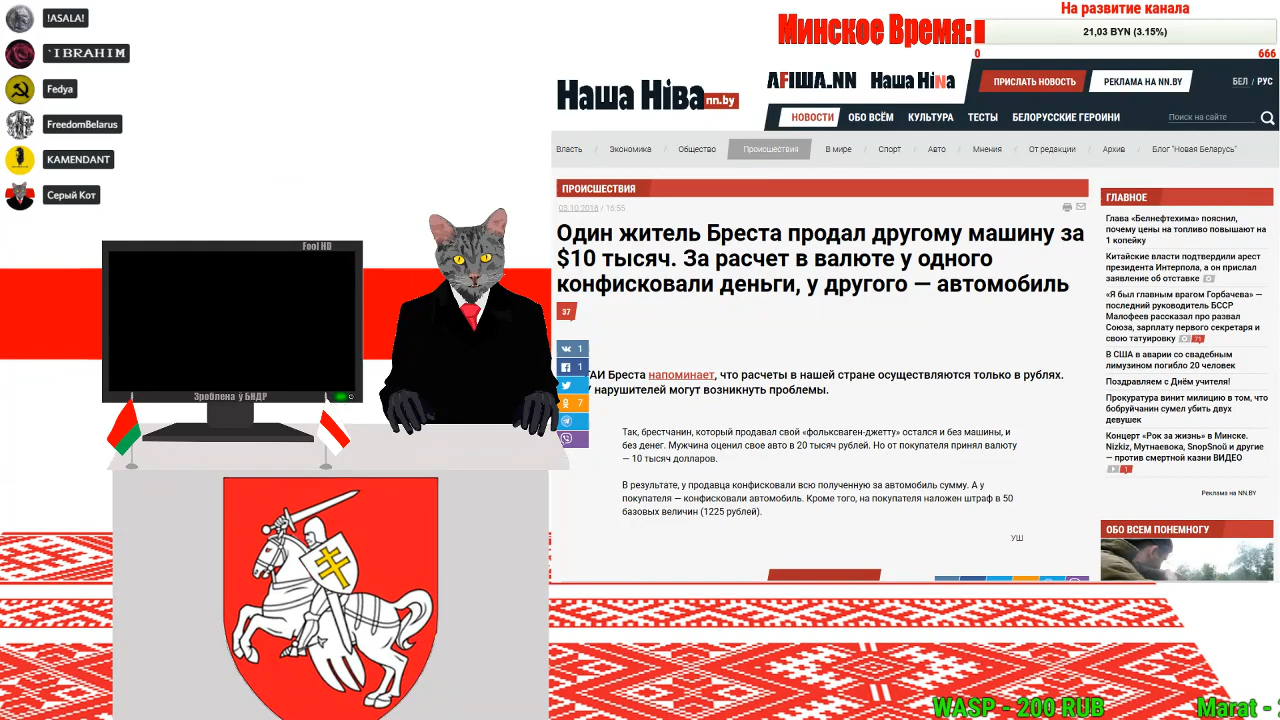 !ASALA!
`IBRAHIM
Fedya
FreedomBelarus
KAMENDANT
Серый Кот
Fool HD
Зроблена ў БНДР
На развитие канала
Минское Время:
21,03 BYN (3.15%)
0
666
Наша Ніва nn.by
AFIШA.NN
Наша НiNа
ПРИСЛАТЬ НОВОСТЬ
РЕКЛАМА НА NN.BY
БЕЛ / РУС
НОВОСТИ
ОБО ВСЁМ
КУЛЬТУРА
ТЕСТЫ
БЕЛОРУССКИЕ ГЕРОИНИ
Поиск на сайте
Власть / Экономика / Общество / Происшествия / В мире / Спорт / Авто / Мнения / От редакции / Архив / Блог "Новая Беларусь"
ПРОИСШЕСТВИЯ
03.10.2018 / 16:55
Один житель Бреста продал другому машину за
$10 тысяч. За расчет в валюте у одного
конфисковали деньги, у другого — автомобиль
37
1
1
7
ГАИ Бреста напоминает, что расчеты в нашей стране осуществляются только в рублях.
У нарушителей могут возникнуть проблемы.
Так, брестчанин, который продавал свой «фольксваген-джетту» остался и без машины, и
без денег. Мужчина оценил свое авто в 20 тысяч рублей. Но от покупателя принял валюту
— 10 тысяч долларов.
В результате, у продавца конфисковали всю полученную за автомобиль сумму. А у
покупателя — конфисковали автомобиль. Кроме того, на покупателя наложен штраф в 50
базовых величин (1225 рублей).
УШ
ГЛАВНОЕ
Глава «Белнефтехима» пояснил,
почему цены на топливо повышают на
1 копейку
Китайские власти подтвердили арест
президента Интерпола, а он прислал
заявление об отставке
«Я был главным врагом Горбачева» —
последний руководитель БССР
Малофеев рассказал про развал
Союза, зарплату первого секретаря и
свою татуировку 71
В США в аварии со свадебным
лимузином погибло 20 человек
Поздравляем с Днём учителя!
Прокуратура винит милицию в том, что
бобруйчанин сумел убить двух
девушек
Концерт «Рок за жизнь» в Минске.
Nizkiz, Мутнаевока, SnopSnoй и другие
— против смертной казни ВИДЕО
1
Реклама на NN.BY
ОБО ВСЕМ ПОНЕМНОГУ
WASP - 200 RUB
Marat -